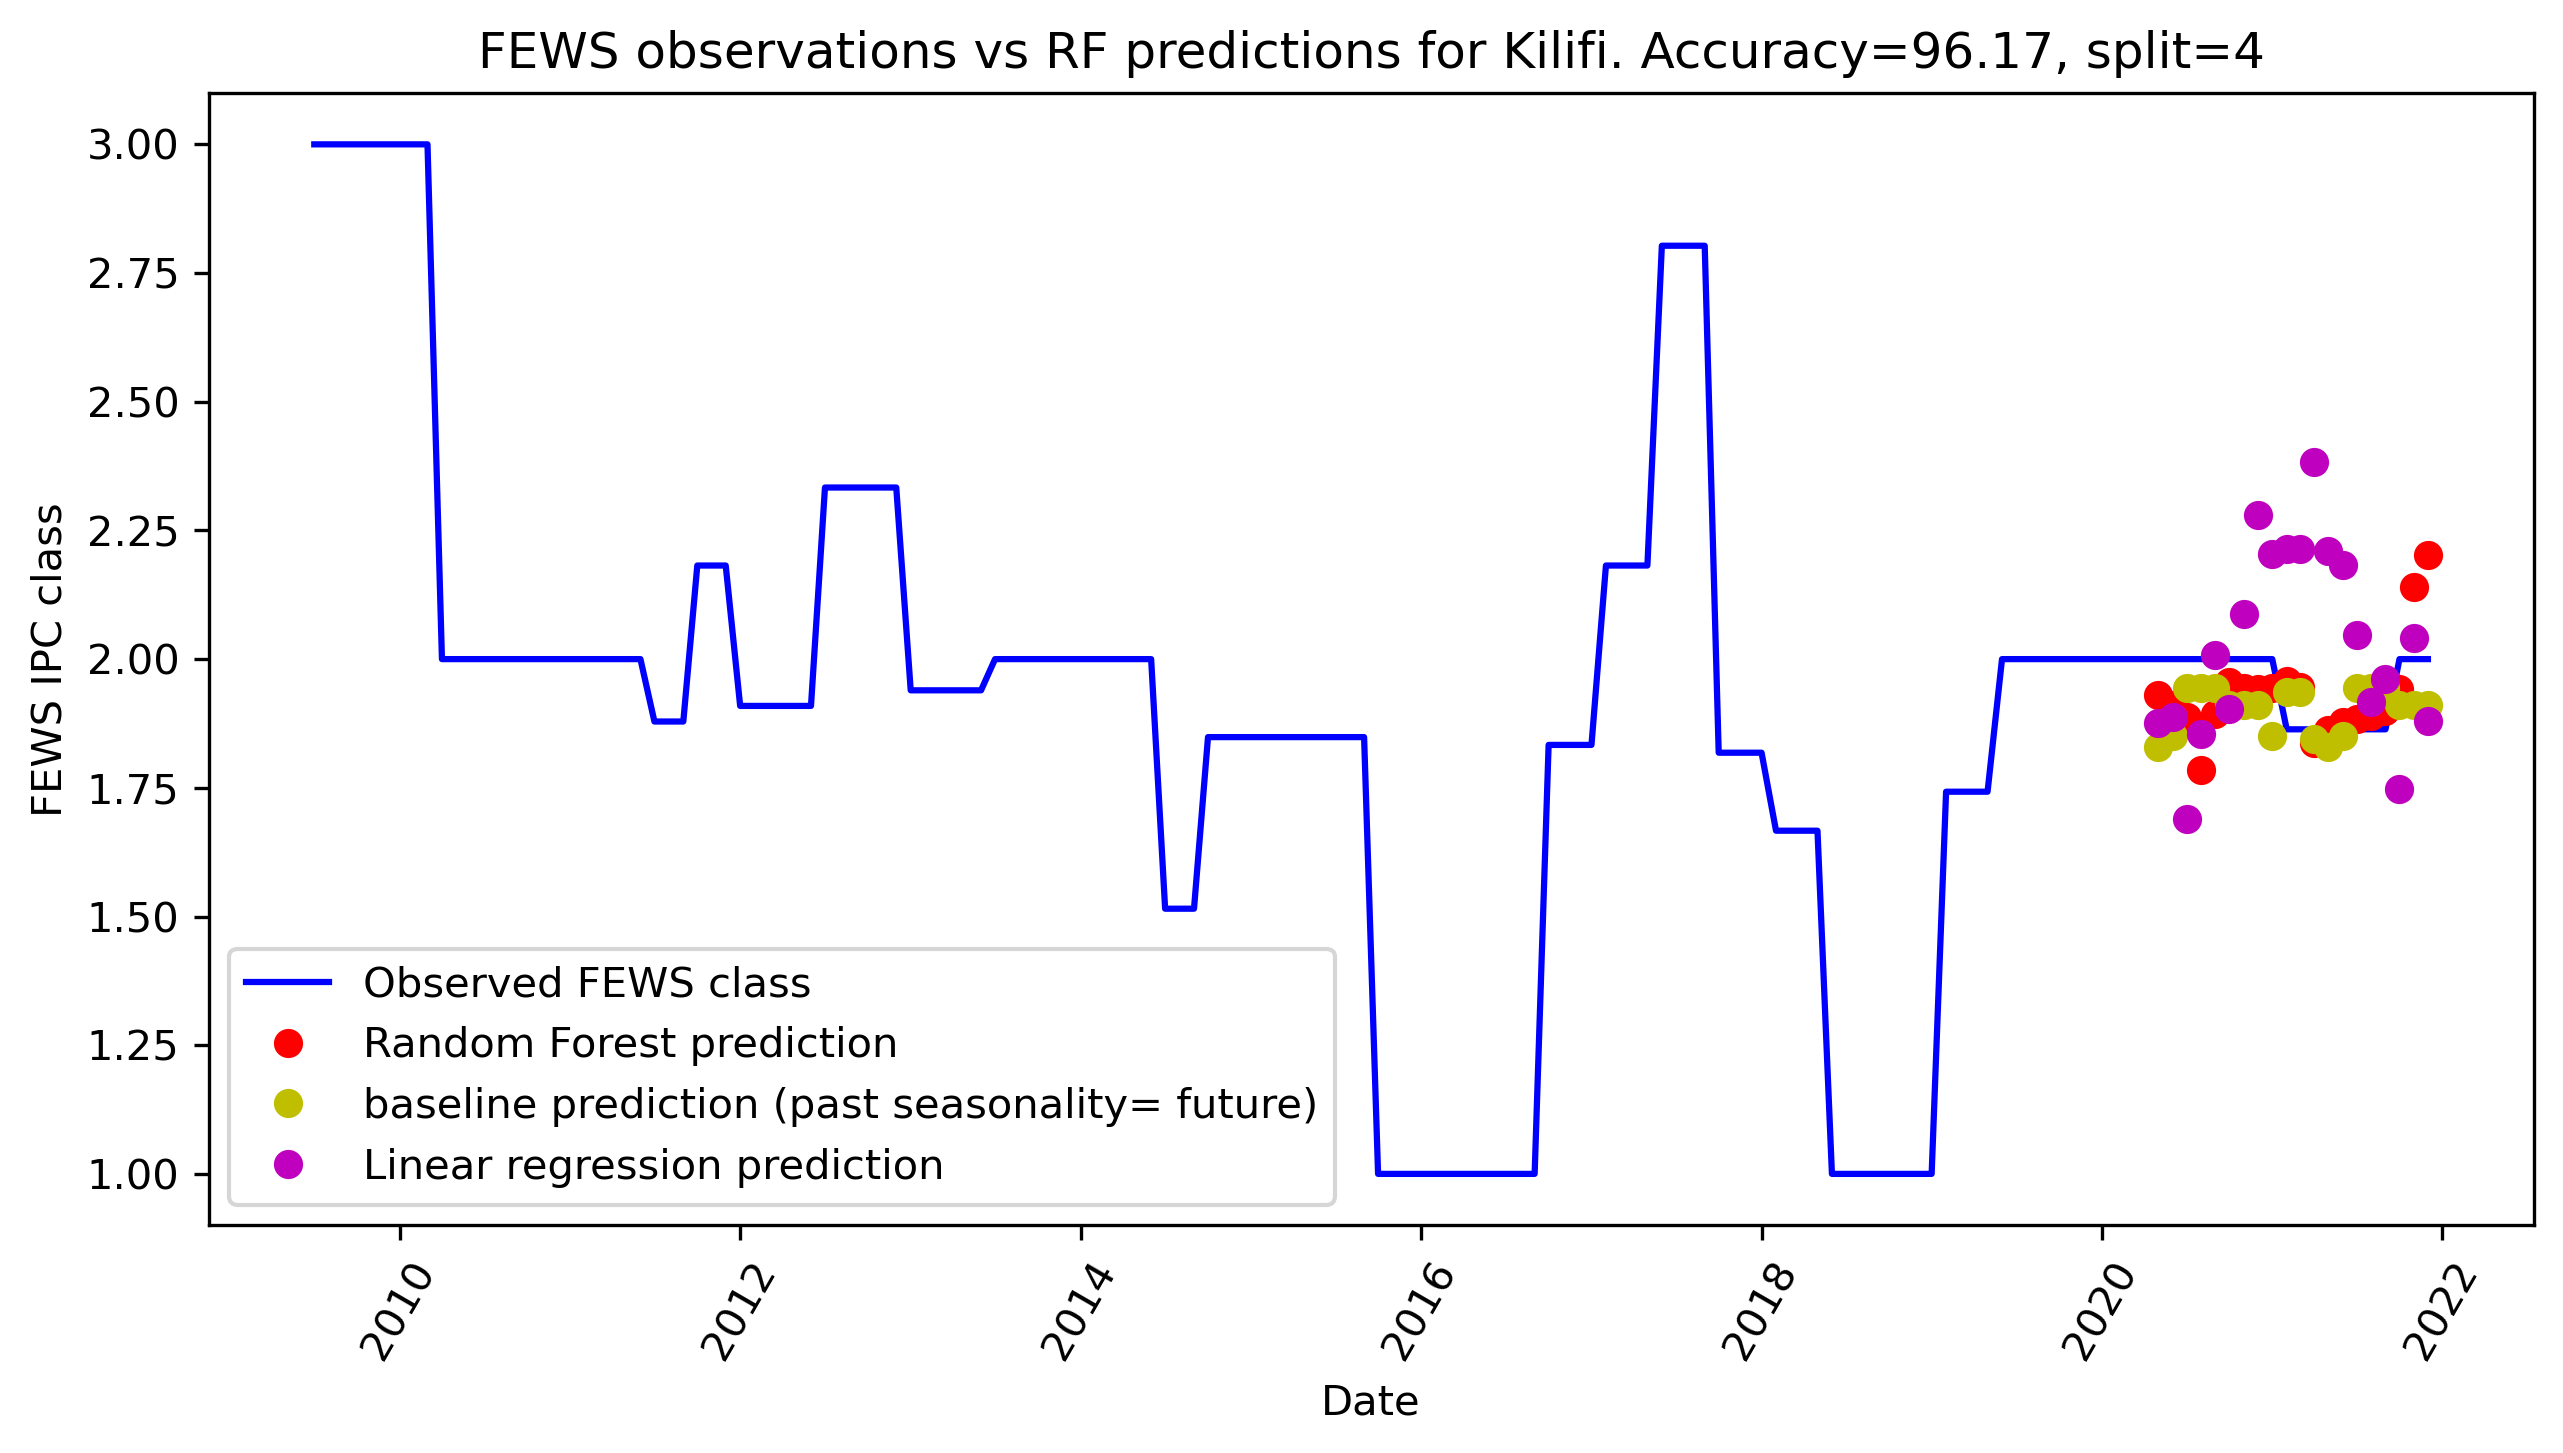 FEWS observations vs RF predictions for Kilifi. Accuracy=96.17, split=4
FEWS IPC class
3.00
2.75
2.50
2.25
2.00
1.75
1.50
1.25
1.00
Observed FEWS class
Random Forest prediction
baseline prediction (past seasonality= future)
Linear regression prediction
2010
2012
2014
2016
2018
2020
2022
Date